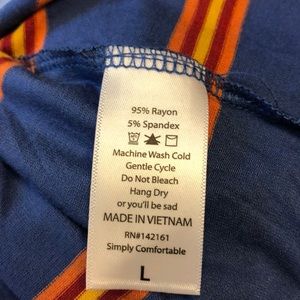 95% Rayon
5% Spandex
Machine Wash Cold
Gentle Cycle
Do Not Bleach
Hang Dry
or you'll be sad
MADE IN VIETNAM
RN#142161
Simply Comfortable
L